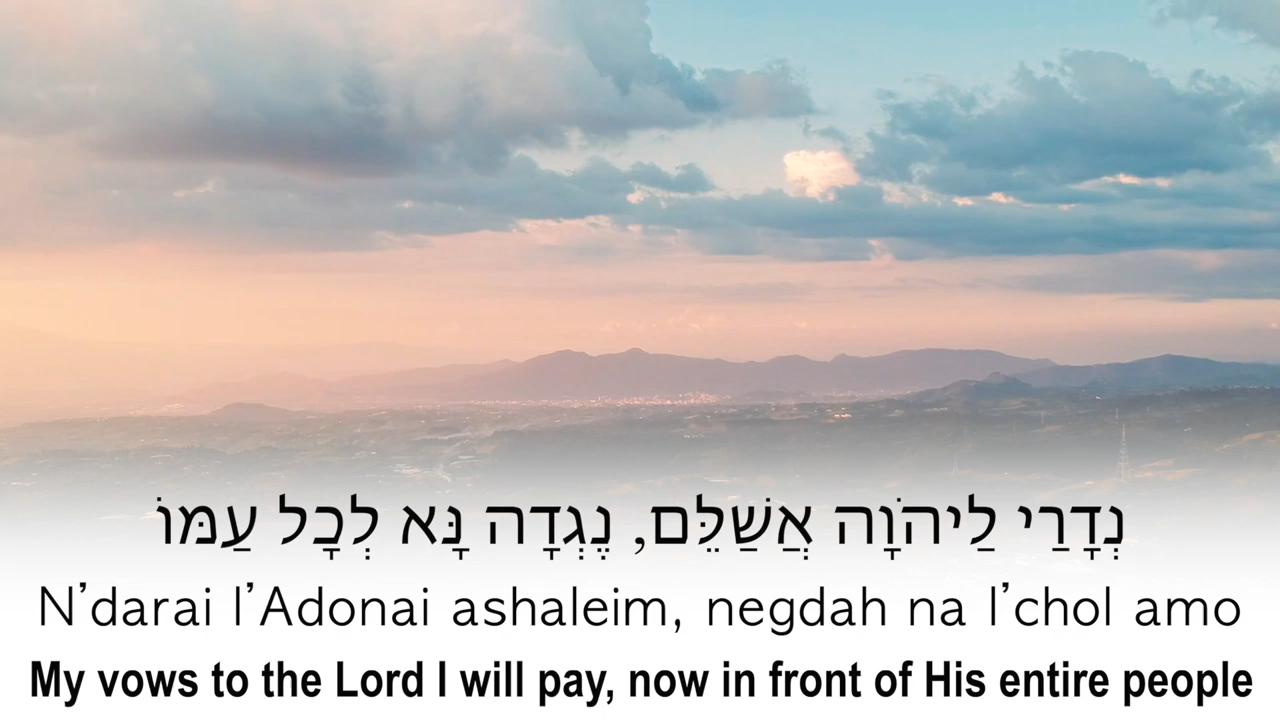 נְדָרַי לַיהֹוָה אֲשַׁלֵּם, נֶגְדָה נָּא לְכָל עַמּוֹ
N’darai l’Adonai ashaleim, negdah na l’chol amo
My vows to the Lord I will pay, now in front of His entire people